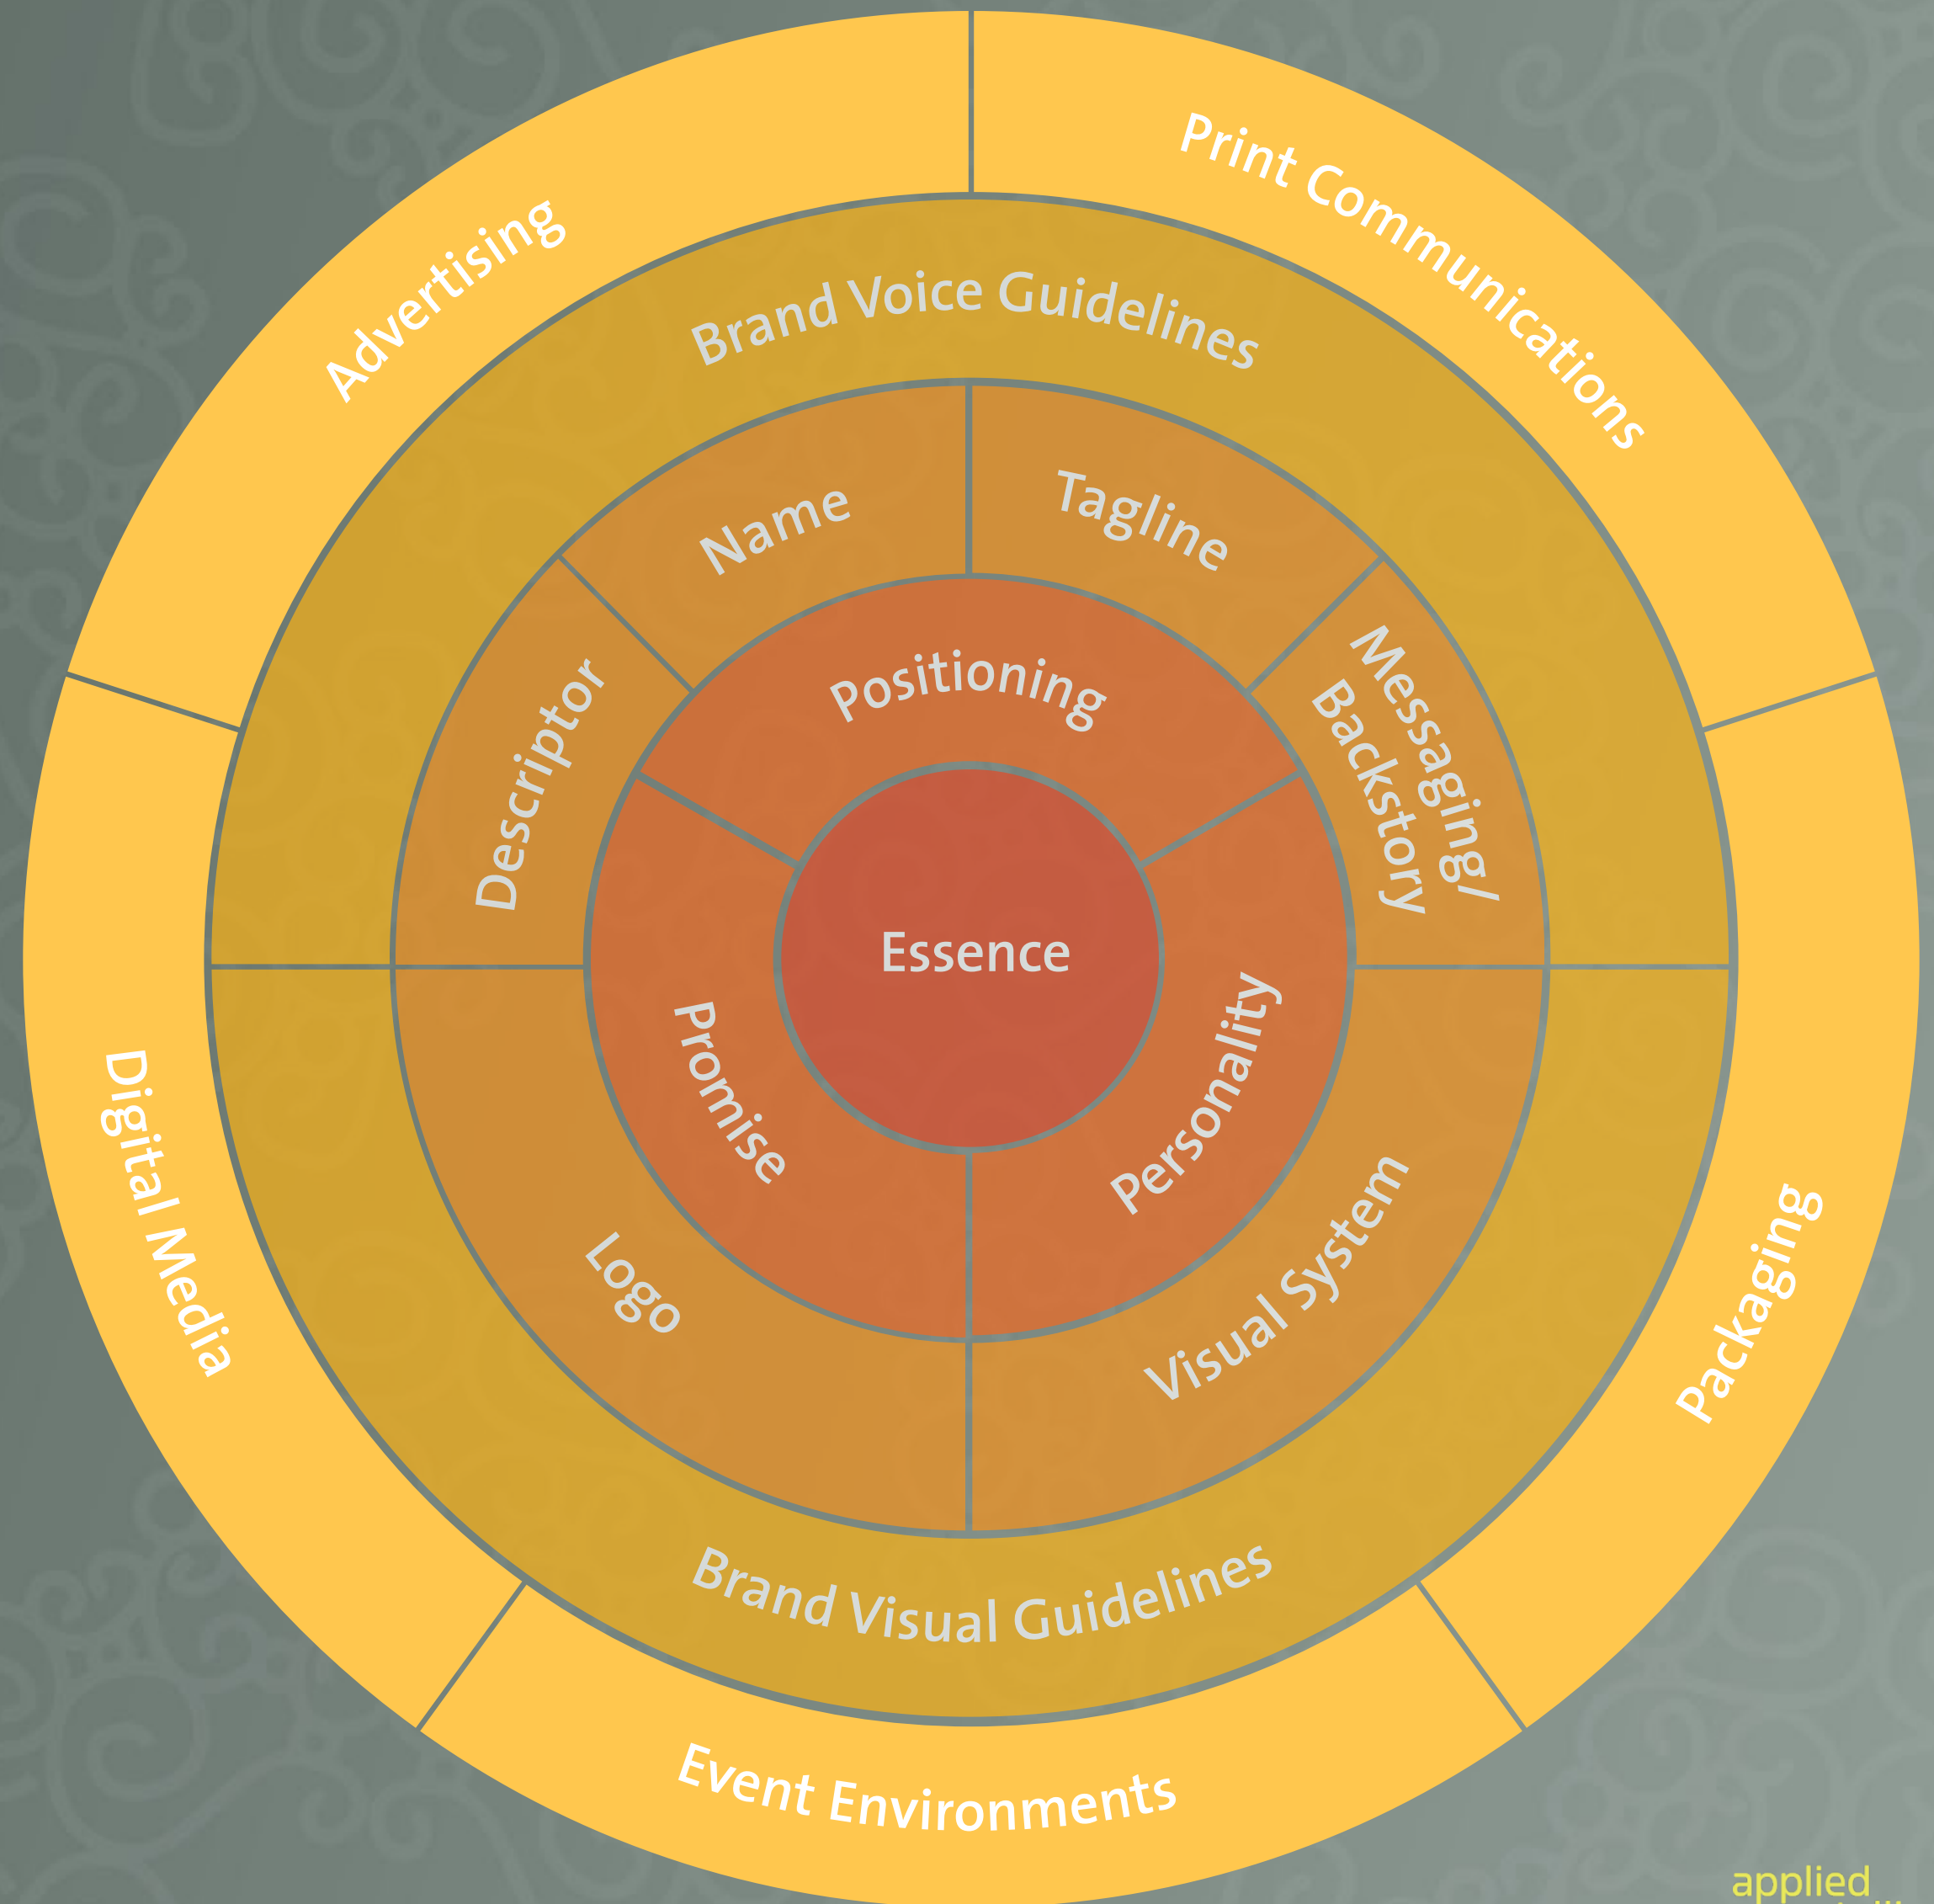 Print Communications
Advertising
Brand Voice Guidelines
Name
Tagline
Descriptor
Messaging/
Backstory
Positioning
Essence
Promise
Personality
Logo
Visual System
Digital Media
Packaging
Brand Visual Guidelines
Event Environments
applied